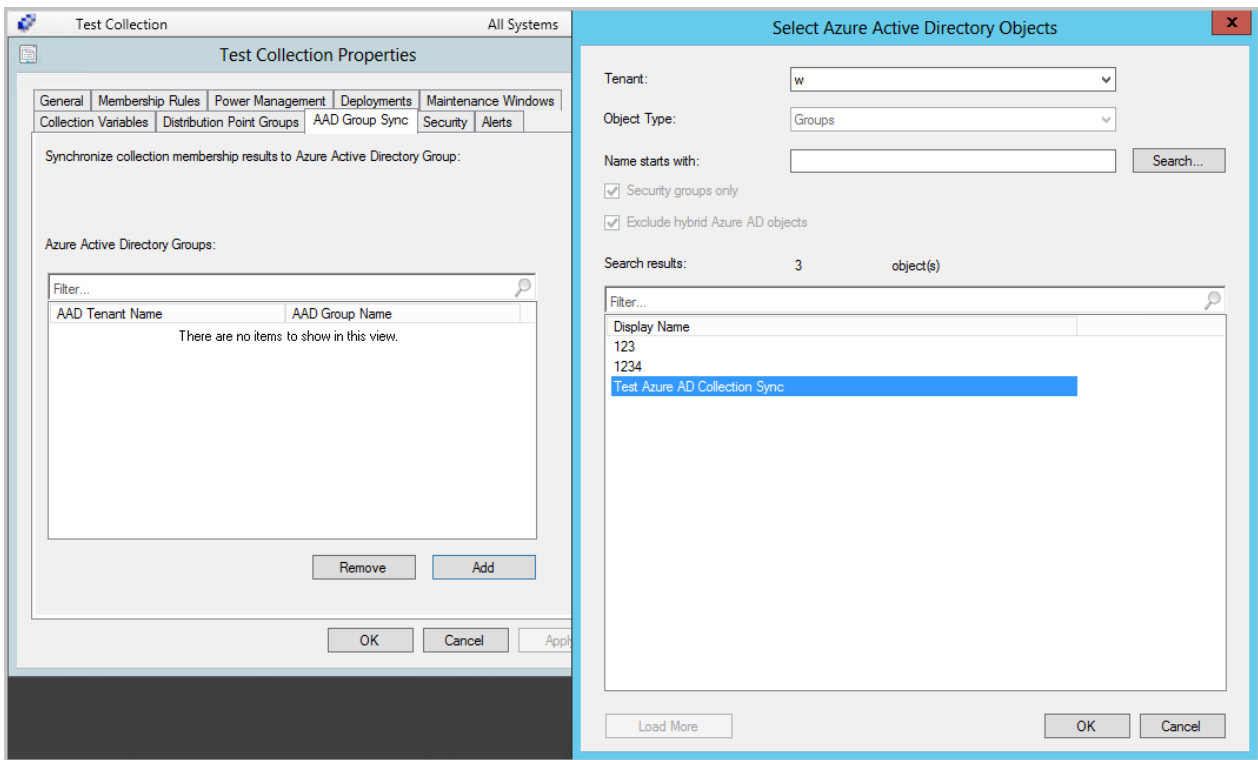 Test Collection All Systems
Test Collection Properties
General Membership Rules Power Management Deployments Maintenance Windows
Collection Variables Distribution Point Groups AAD Group Sync Security Alerts
Synchronize collection membership results to Azure Active Directory Group:
Azure Active Directory Groups:
Filter...
AAD Tenant Name AAD Group Name
There are no items to show in this view.
Remove Add
OK Cancel Apply
Select Azure Active Directory Objects
x
Tenant: w
Object Type: Groups
Name starts with: Search...
Security groups only
Exclude hybrid Azure AD objects
Search results: 3 object(s)
Filter...
Display Name
123
1234
Test Azure AD Collection Sync
Load More OK Cancel